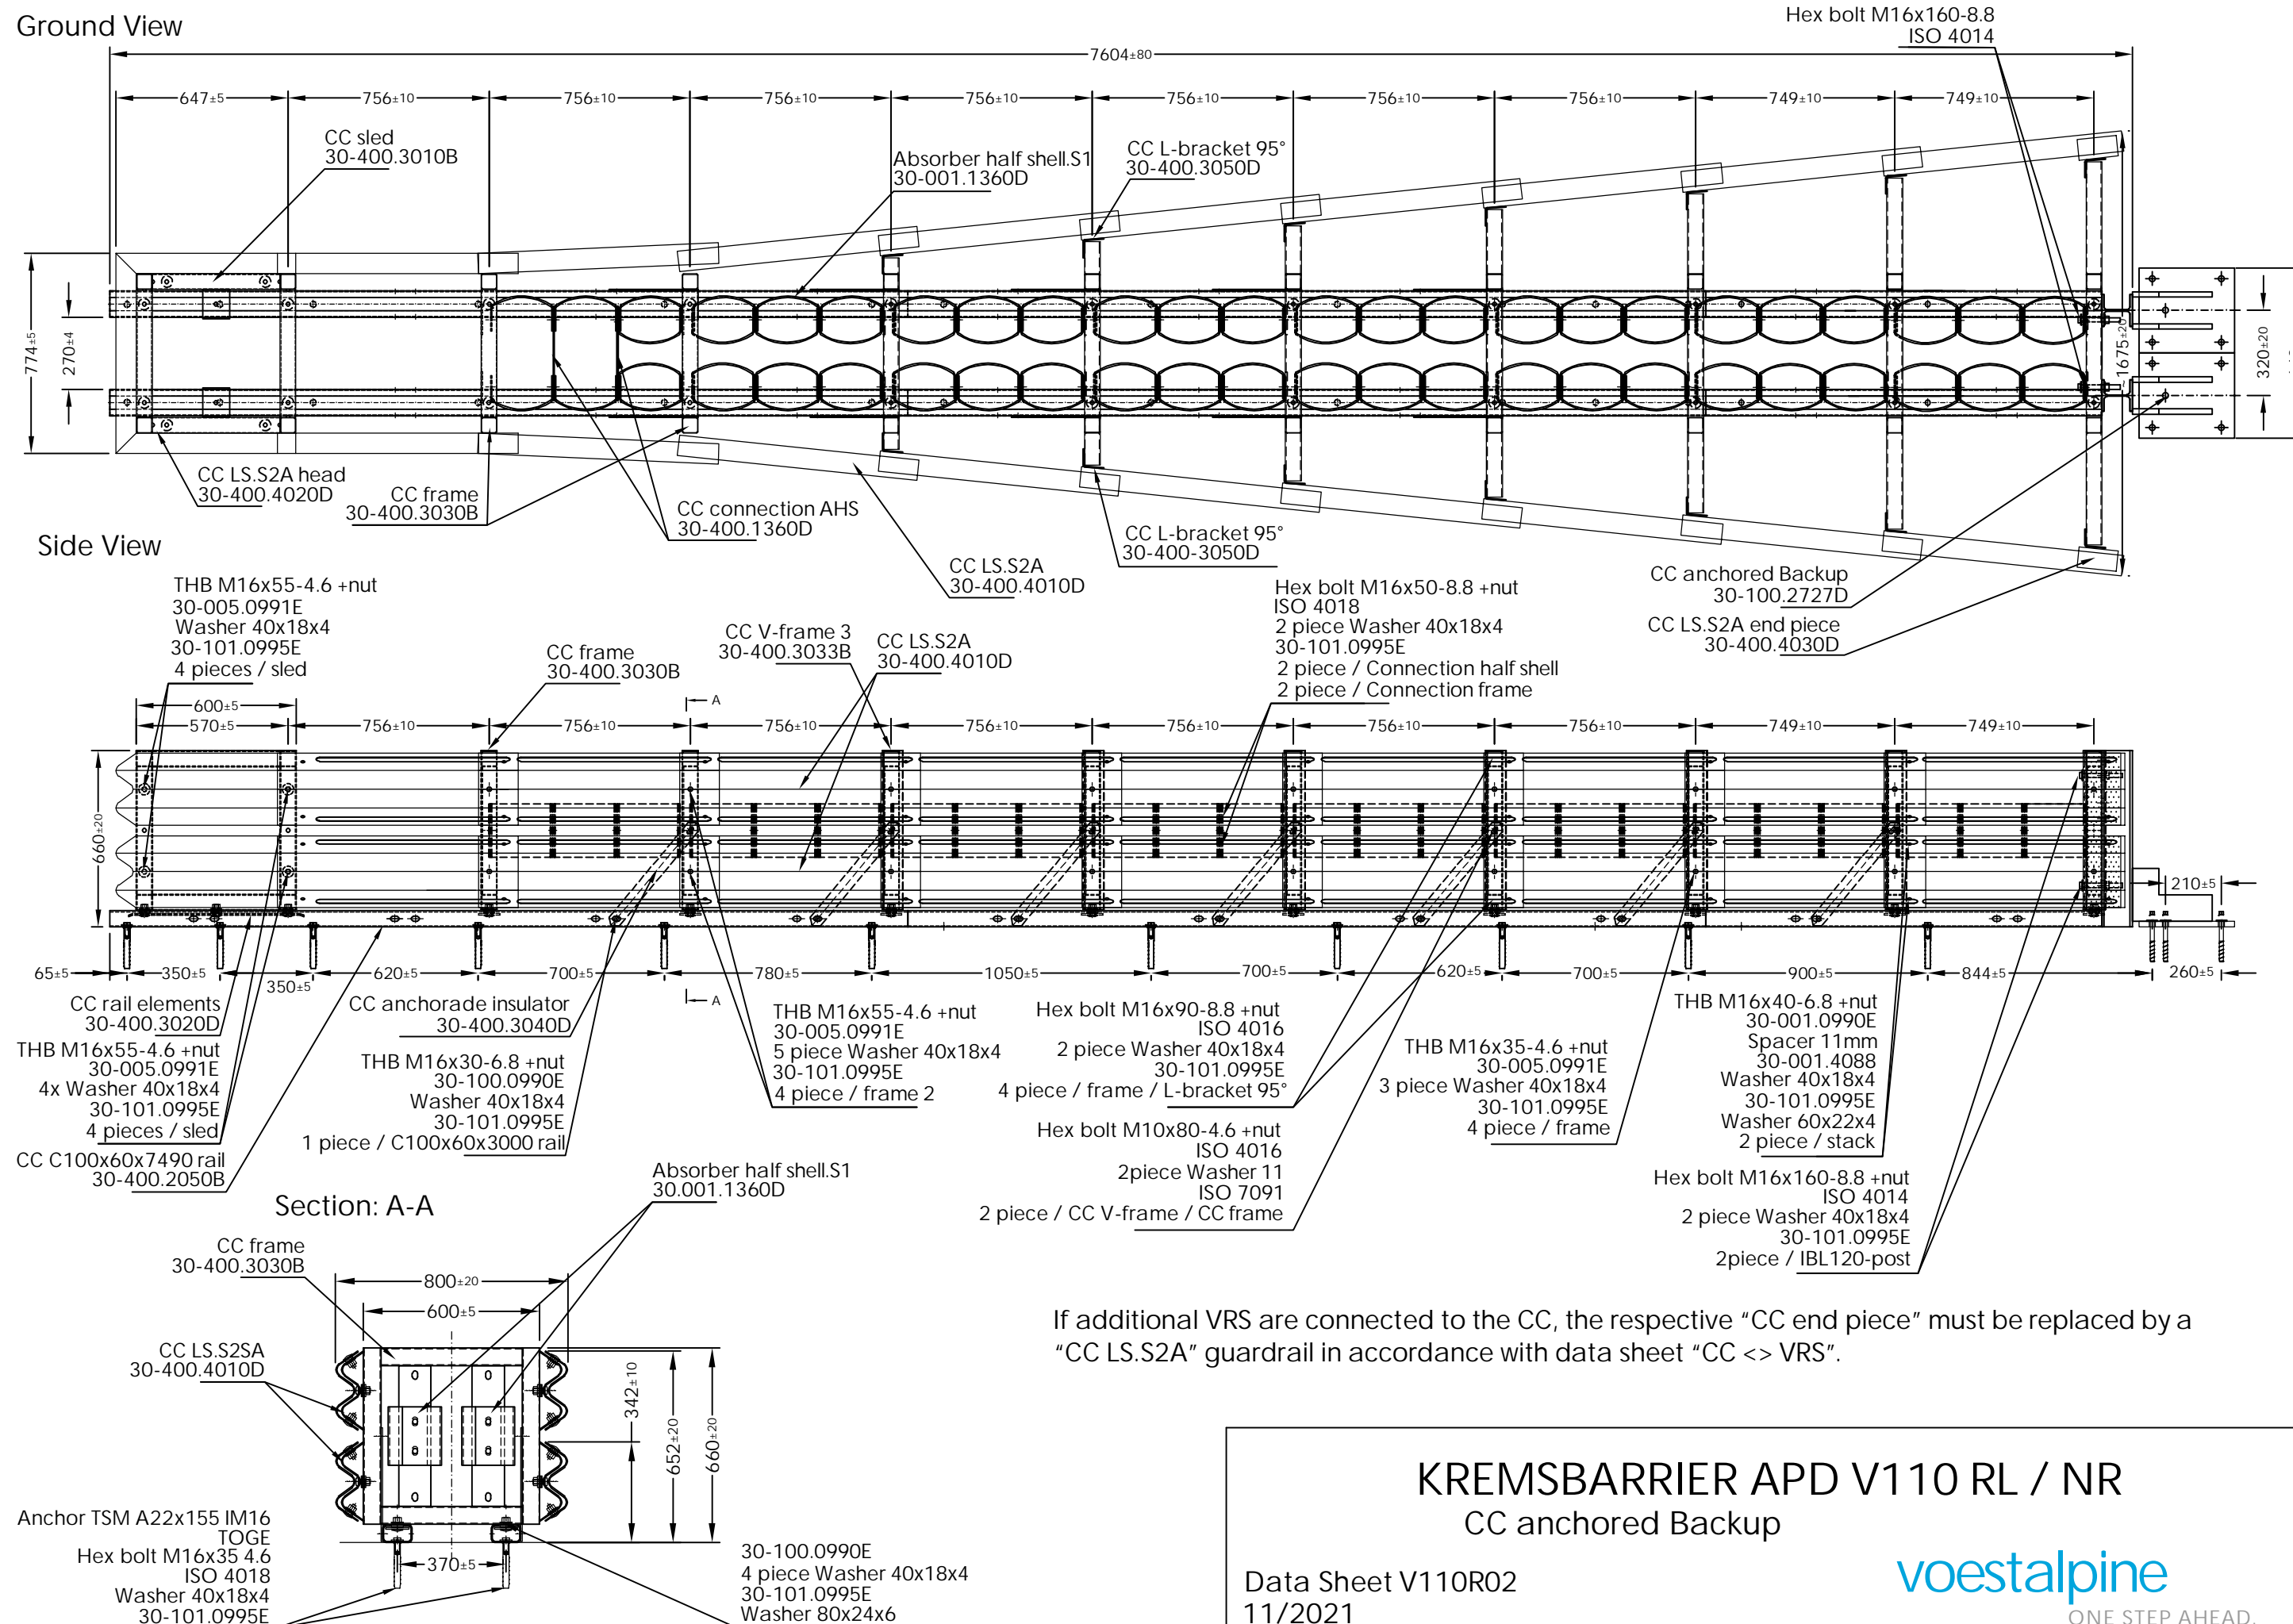 Ground View
Hex bolt M16x160-8.8
ISO 4014
7604±80
647±5
756±10
756±10
756±10
756±10
756±10
756±10
756±10
749±10
749±10
CC sled
30-400.3010B
Absorber half shell.S1
30-001.1360D
CC L-bracket 95°
30-400.3050D
774±5
270±4
~1675±20
320±20
CC LS.S2A head
30-400.4020D
CC frame
30-400.3030B
CC connection AHS
30-400.1360D
CC LS.S2A
30-400.4010D
CC L-bracket 95°
30-400-3050D
CC anchored Backup
30-100.2727D
CC LS.S2A end piece
30-400.4030D
Side View
THB M16x55-4.6 +nut
30-005.0991E
Washer 40x18x4
30-101.0995E
4 pieces / sled
CC frame
30-400.3030B
CC V-frame 3
30-400.3033B
CC LS.S2A
30-400.4010D
Hex bolt M16x50-8.8 +nut
ISO 4018
2 piece Washer 40x18x4
30-101.0995E
2 piece / Connection half shell
2 piece / Connection frame
A
600±5
570±5
756±10
756±10
756±10
756±10
756±10
756±10
756±10
749±10
749±10
660±20
210±5
65±5
350±5
350±5
620±5
700±5
780±5
1050±5
700±5
620±5
700±5
900±5
844±5
260±5
A
CC rail elements
30-400.3020D
THB M16x55-4.6 +nut
30-005.0991E
4x Washer 40x18x4
30-101.0995E
4 pieces / sled
CC C100x60x7490 rail
30-400.2050B
CC anchorade insulator
30-400.3040D
THB M16x30-6.8 +nut
30-100.0990E
Washer 40x18x4
30-101.0995E
1 piece / C100x60x3000 rail
THB M16x55-4.6 +nut
30-005.0991E
5 piece Washer 40x18x4
30-101.0995E
4 piece / frame 2
Hex bolt M16x90-8.8 +nut
ISO 4016
2 piece Washer 40x18x4
30-101.0995E
4 piece / frame / L-bracket 95°
Hex bolt M10x80-4.6 +nut
ISO 4016
2piece Washer 11
ISO 7091
2 piece / CC V-frame / CC frame
THB M16x35-4.6 +nut
30-005.0991E
3 piece Washer 40x18x4
30-101.0995E
4 piece / frame
THB M16x40-6.8 +nut
30-001.0990E
Spacer 11mm
30-001.4088
Washer 40x18x4
30-101.0995E
Washer 60x22x4
2 piece / stack
Hex bolt M16x160-8.8 +nut
ISO 4014
2 piece Washer 40x18x4
30-101.0995E
2piece / IBL120-post
Section: A-A
Absorber half shell.S1
30.001.1360D
CC frame
30-400.3030B
800±20
600±5
CC LS.S2SA
30-400.4010D
342±10
652±20
660±20
370±5
Anchor TSM A22x155 IM16
TOGE
Hex bolt M16x35 4.6
ISO 4018
Washer 40x18x4
30-101.0995E
30-100.0990E
4 piece Washer 40x18x4
30-101.0995E
Washer 80x24x6
If additional VRS are connected to the CC, the respective “CC end piece” must be replaced by a
“CC LS.S2A” guardrail in accordance with data sheet “CC <> VRS”.
KREMSBARRIER APD V110 RL / NR
CC anchored Backup
Data Sheet V110R02
11/2021
voestalpine
ONE STEP AHEAD.